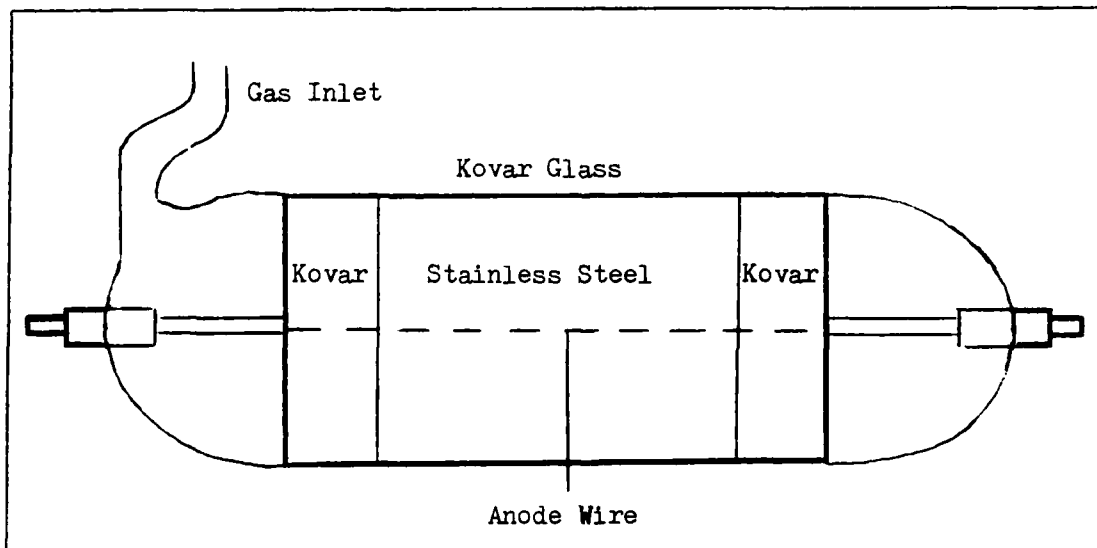 Gas Inlet
Kovar Glass
Kovar
Stainless Steel
Kovar
Anode Wire